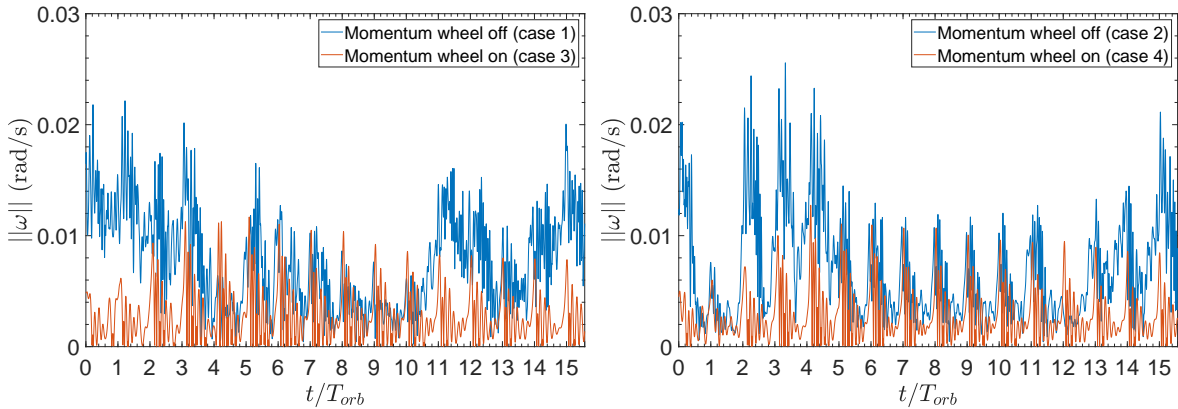 0.03
0.02
0.01
0
||ω|| (rad/s)
Momentum wheel off (case 1)
Momentum wheel on (case 3)
0 1 2 3 4 5 6 7 8 9 10 11 12 13 14 15
t/T_orb
0.03
0.02
0.01
0
||ω|| (rad/s)
Momentum wheel off (case 2)
Momentum wheel on (case 4)
0 1 2 3 4 5 6 7 8 9 10 11 12 13 14 15
t/T_orb